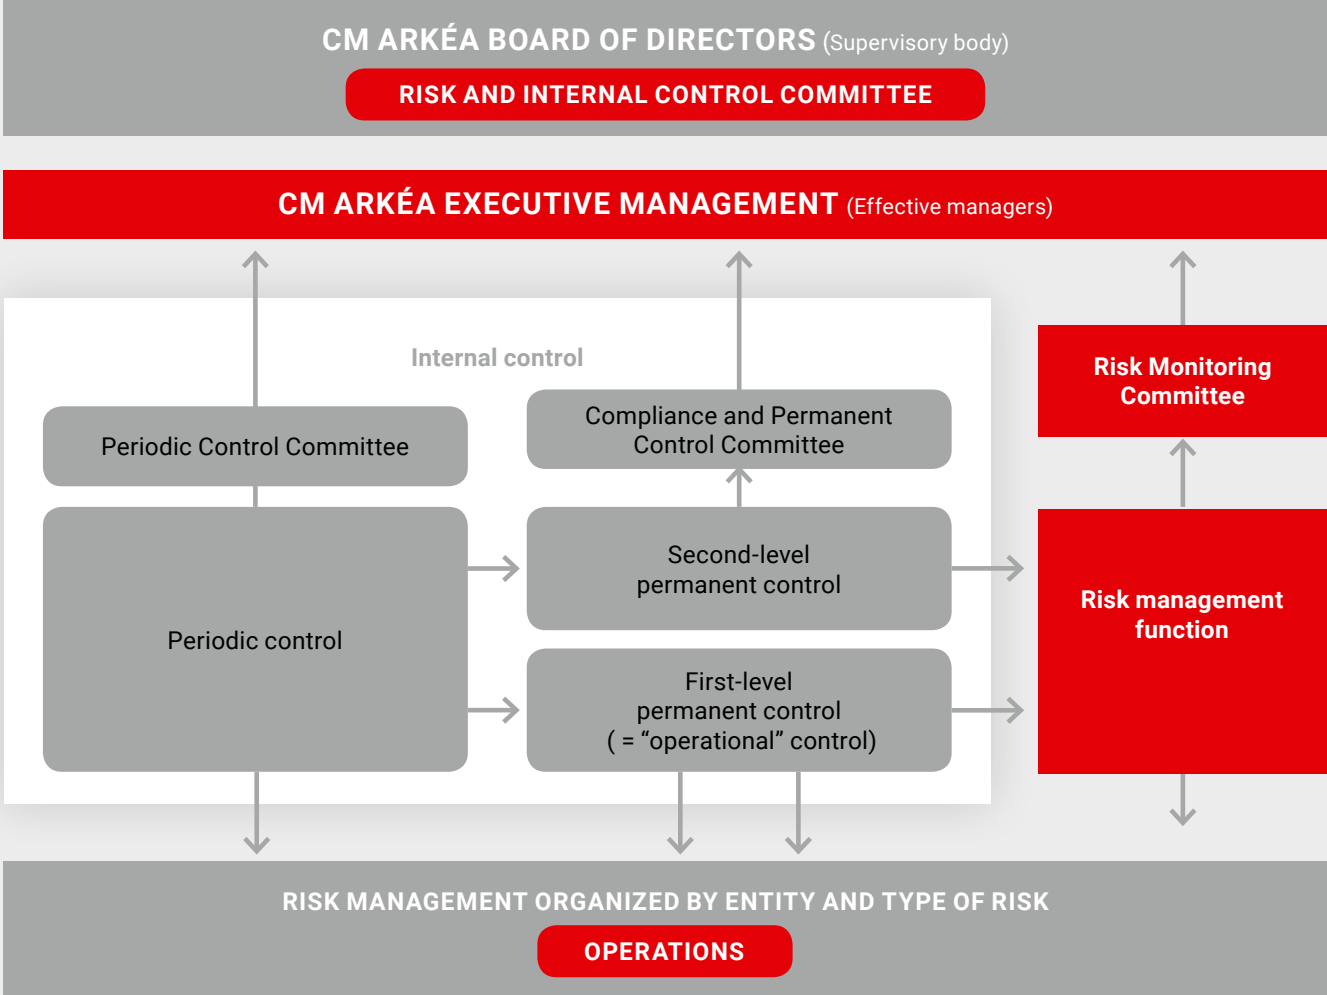 CM ARKÉA BOARD OF DIRECTORS (Supervisory body)
RISK AND INTERNAL CONTROL COMMITTEE
CM ARKÉA EXECUTIVE MANAGEMENT (Effective managers)
Internal control
Periodic Control Committee
Compliance and Permanent
Control Committee
Risk Monitoring
Committee
Periodic control
Second-level
permanent control
First-level
permanent control
( = “operational” control)
Risk management
function
RISK MANAGEMENT ORGANIZED BY ENTITY AND TYPE OF RISK
OPERATIONS